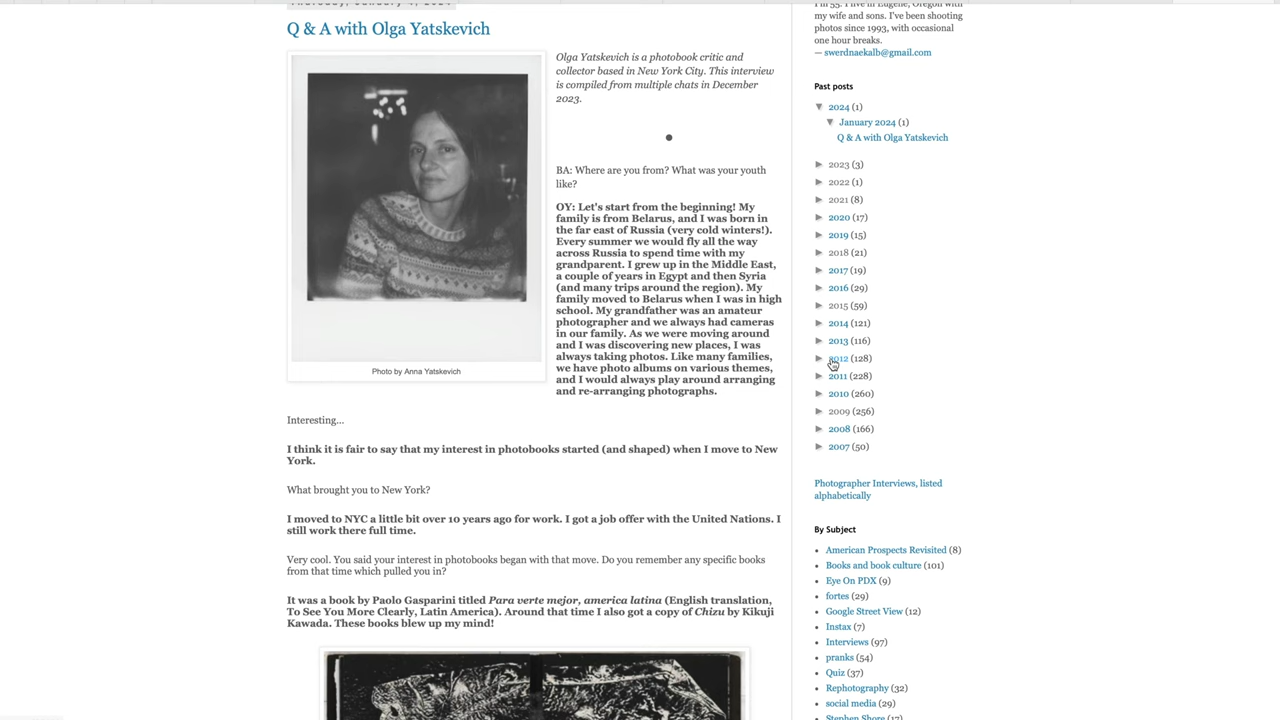 Q & A with Olga Yatskevich
Olga Yatskevich is a photobook critic and
collector based in New York City. This interview
is compiled from multiple chats in December
2023.
BA: Where are you from? What was your youth
like?
OY: Let's start from the beginning! My
family is from Belarus, and I was born in
the far east of Russia (very cold winters!).
Every summer we would fly all the way
across Russia to spend time with my
grandparent. I grew up in the Middle East,
a couple of years in Egypt and then Syria
(and many trips around the region). My
family moved to Belarus when I was in high
school. My grandfather was an amateur
photographer and we always had cameras
in our family. As we were moving around
and I was discovering new places, I was
always taking photos. Like many families,
we have photo albums on various themes,
and I would always play around arranging
and re-arranging photographs.
Photo by Anna Yatskevich
Interesting...
I think it is fair to say that my interest in photobooks started (and shaped) when I move to New
York.
What brought you to New York?
I moved to NYC a little bit over 10 years ago for work. I got a job offer with the United Nations. I
still work there full time.
Very cool. You said your interest in photobooks began with that move. Do you remember any specific books
from that time which pulled you in?
It was a book by Paolo Gasparini titled Para verte mejor, america latina (English translation,
To See You More Clearly, Latin America). Around that time I also got a copy of Chizu by Kikuji
Kawada. These books blew up my mind!
I'm 55. I live in Eugene, Oregon with
my wife and sons. I've been shooting
photos since 1993, with occasional
one hour breaks.
— swerdnaekalb@gmail.com
Past posts
▼ 2024 (1)
▼ January 2024 (1)
Q & A with Olga Yatskevich
► 2023 (3)
► 2022 (1)
► 2021 (8)
► 2020 (17)
► 2019 (15)
► 2018 (21)
► 2017 (19)
► 2016 (29)
► 2015 (59)
► 2014 (121)
► 2013 (116)
► 2012 (128)
► 2011 (228)
► 2010 (260)
► 2009 (256)
► 2008 (166)
► 2007 (50)
Photographer Interviews, listed
alphabetically
By Subject
• American Prospects Revisited (8)
• Books and book culture (101)
• Eye On PDX (9)
• fortes (29)
• Google Street View (12)
• Instax (7)
• Interviews (97)
• pranks (54)
• Quiz (37)
• Rephotography (32)
• social media (29)
• Stephen Shore (17)